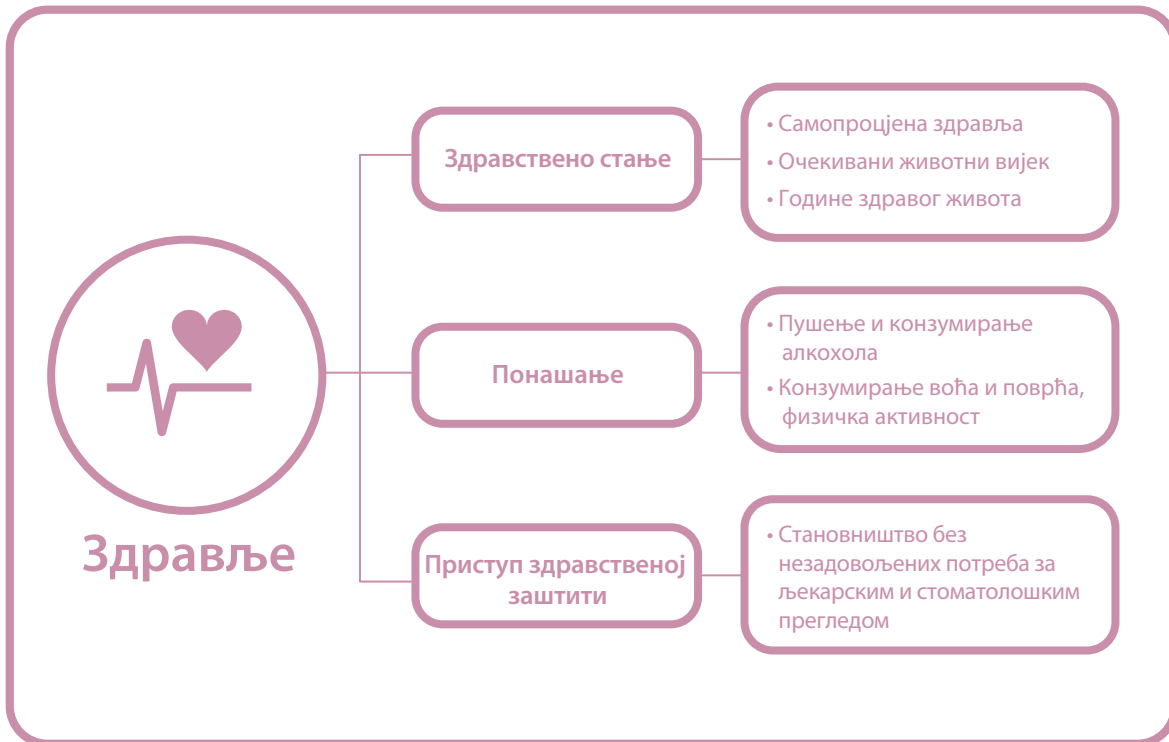 Здравље
Здравствено стање
• Самопроцјена здравља
• Очекивани животни вијек
• Године здравог живота
Понашање
• Пушење и конзумирање
алкохола
• Конзумирање воћа и поврћа,
физичка активност
Приступ здравственој
заштити
• Становништво без
незадовољених потреба за
љекарским и стоматолошким
прегледом